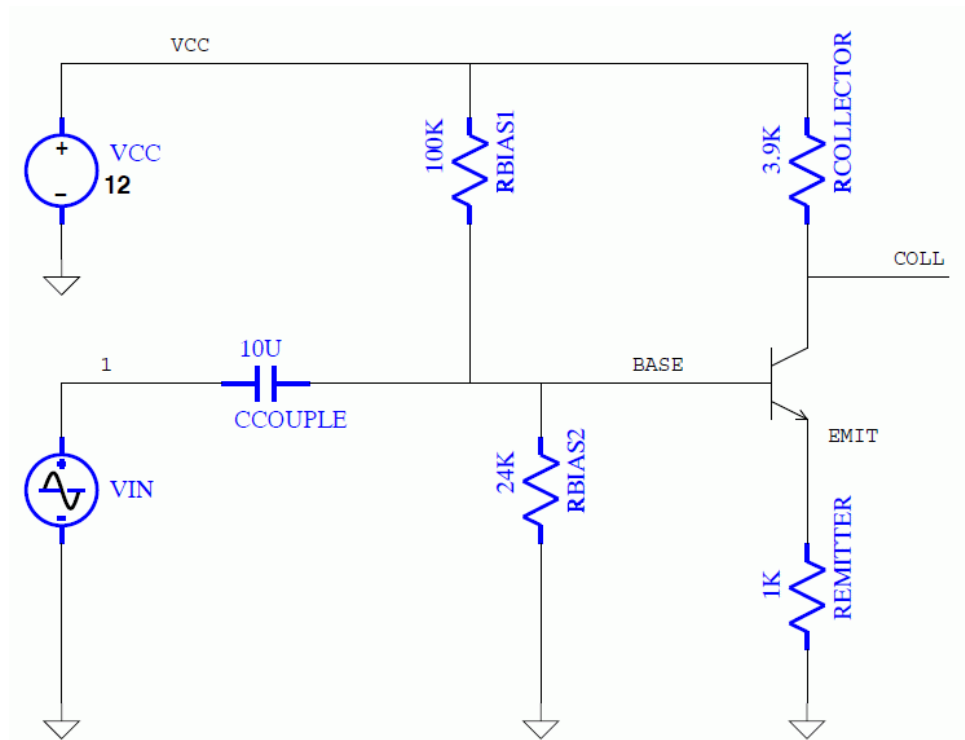 VCC
VCC
12
+
−
100K
RBIAS1
3.9K
RCOLLECTOR
COLL
1
10U
CCOUPLE
BASE
EMIT
VIN
24K
RBIAS2
1K
REMITTER